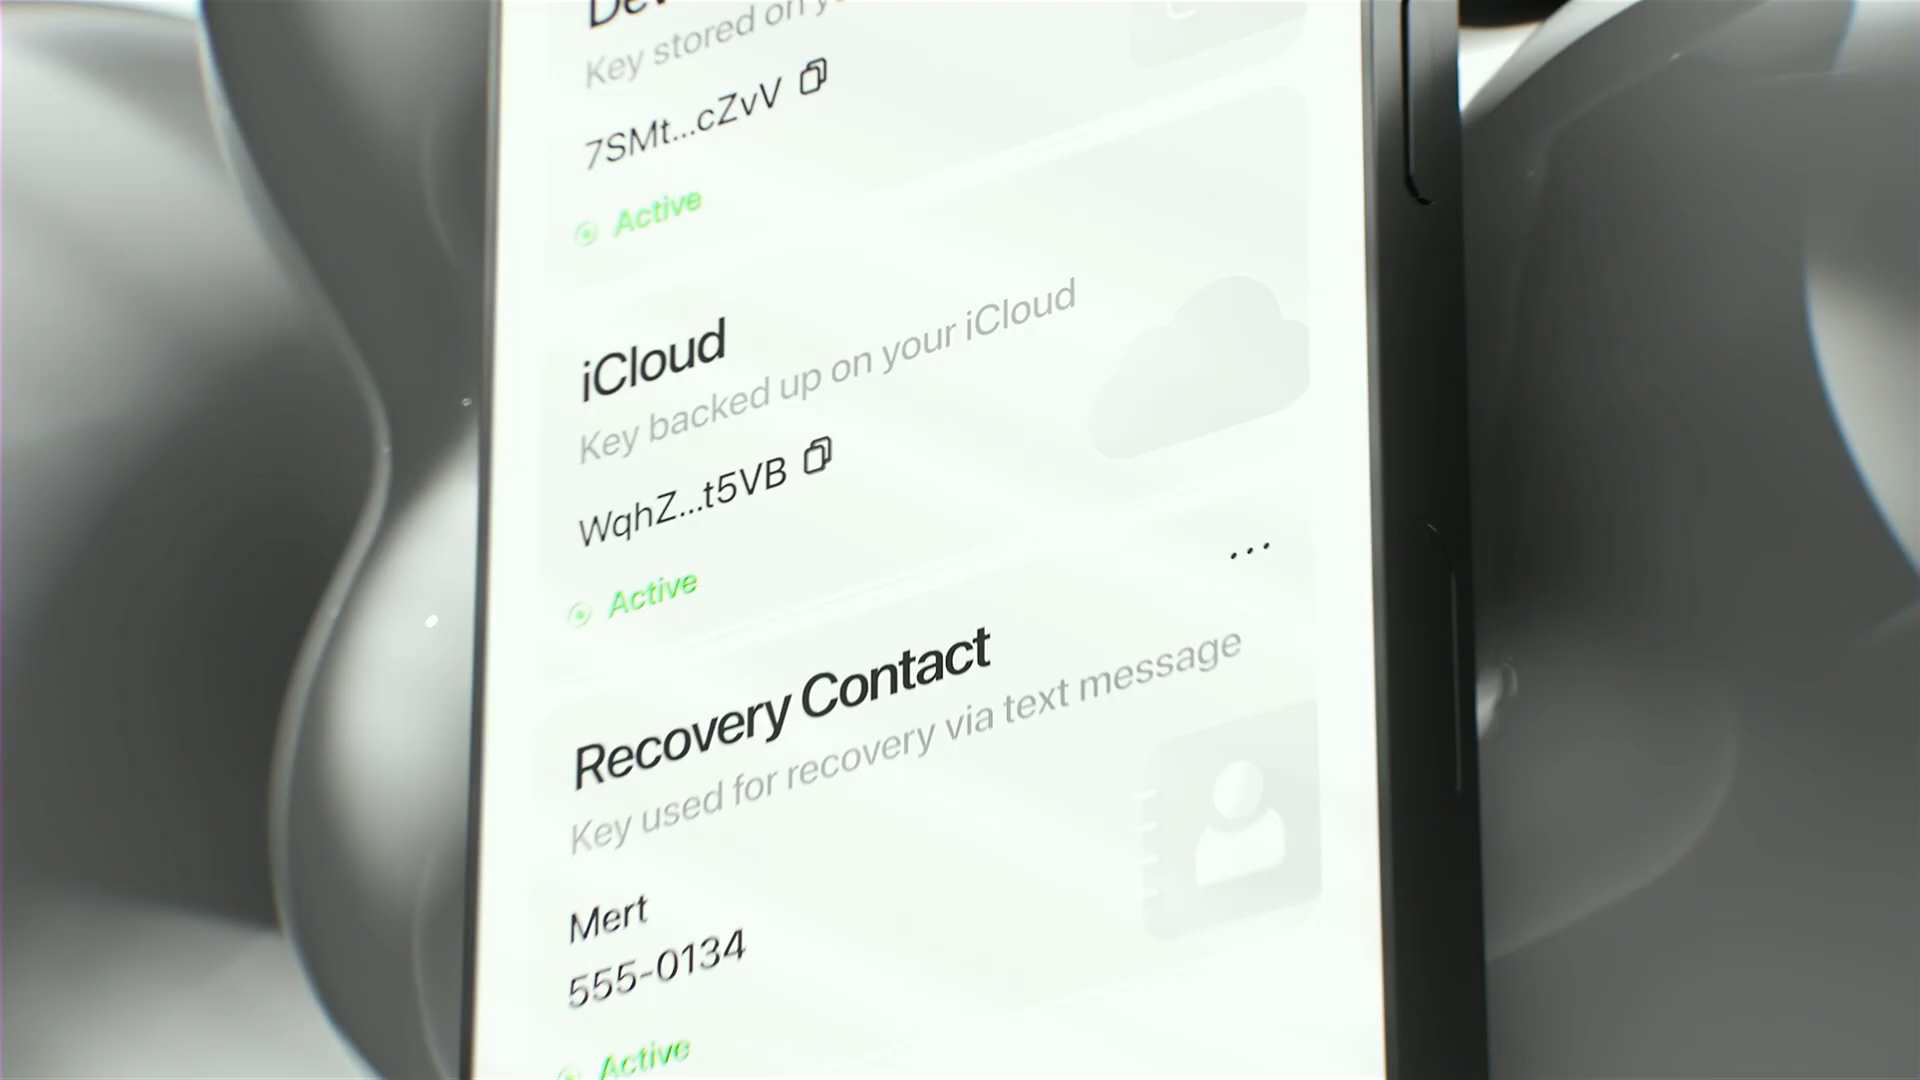 Key stored on
7SMt...cZvV
Active
iCloud
Key backed up on your iCloud
WqhZ...t5VB
Active
...
Recovery Contact
Key used for recovery via text message
Mert
555-0134
Active